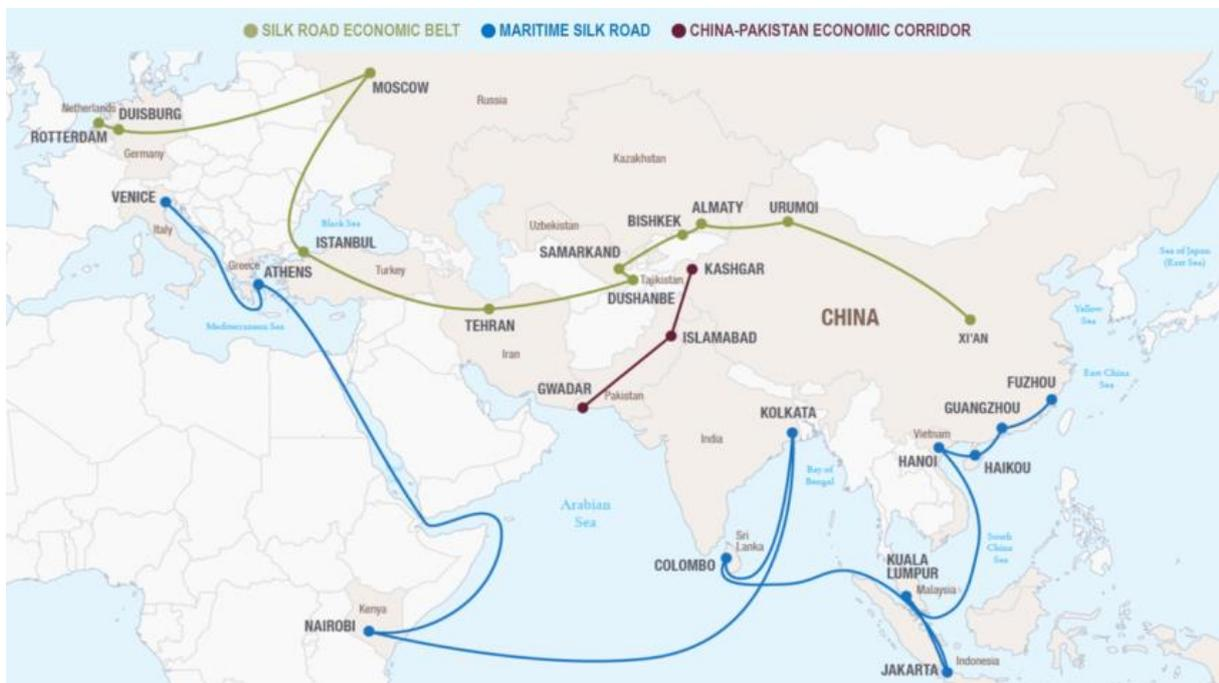 SILK ROAD ECONOMIC BELT MARITIME SILK ROAD CHINA-PAKISTAN ECONOMIC CORRIDOR
MOSCOW
Russia
Netherlands
DUISBURG
ROTTERDAM
Germany
Kazakhstan
VENICE
Italy
Black Sea
ISTANBUL
Uzbekistan
BISHKEK
ALMATY
URUMQI
SAMARKAND
Greece
ATHENS
Turkey
Tajikistan
KASHGAR
DUSHANBE
Sea of Japan
(East Sea)
Mediterranean Sea
TEHRAN
CHINA
Yellow
Sea
ISLAMABAD
XI'AN
Iran
GWADAR
Pakistan
East China
Sea
FUZHOU
GUANGZHOU
KOLKATA
India
Vietnam
HANOI
HAIKOU
Bay of
Bengal
Arabian
Sea
Sri
Lanka
COLOMBO
South
China
Sea
KUALA
LUMPUR
Malaysia
Kenya
NAIROBI
JAKARTA
Indonesia